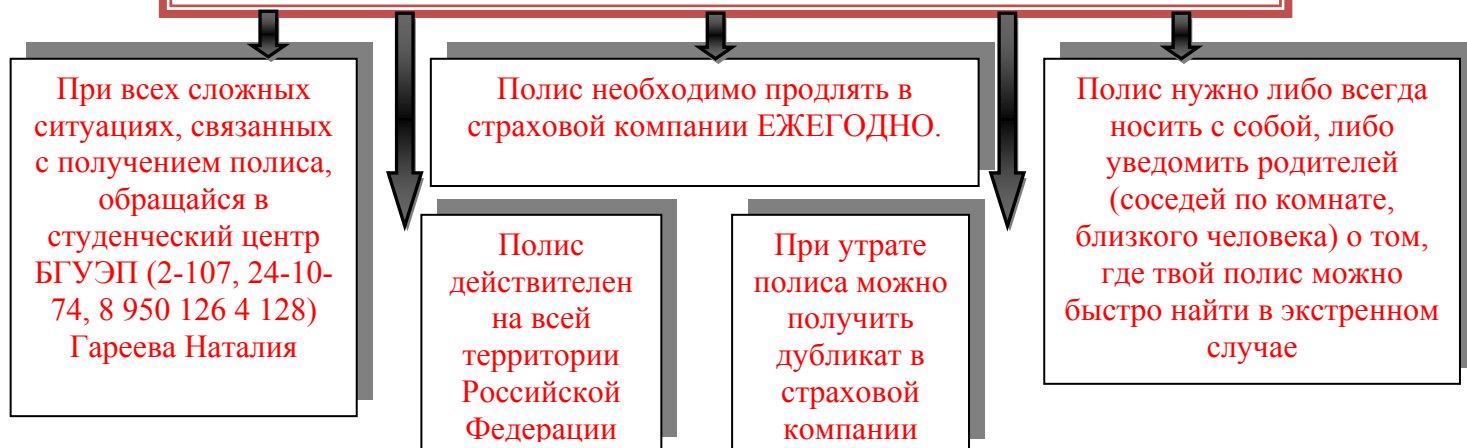 При всех сложных
ситуациях, связанных
с получением полиса,
обращайся в
студенческий центр
БГУЭП (2-107, 24-10-
74, 8 950 126 4 128)
Гареева Наталия
Полис необходимо продлять в
страховой компании ЕЖЕГОДНО.
Полис нужно либо всегда
носить с собой, либо
уведомить родителей
(соседей по комнате,
близкого человека) о том,
где твой полис можно
быстро найти в экстренном
случае
Полис
действителен
на всей
территории
Российской
Федерации
При утрате
полиса можно
получить
дубликат в
страховой
компании